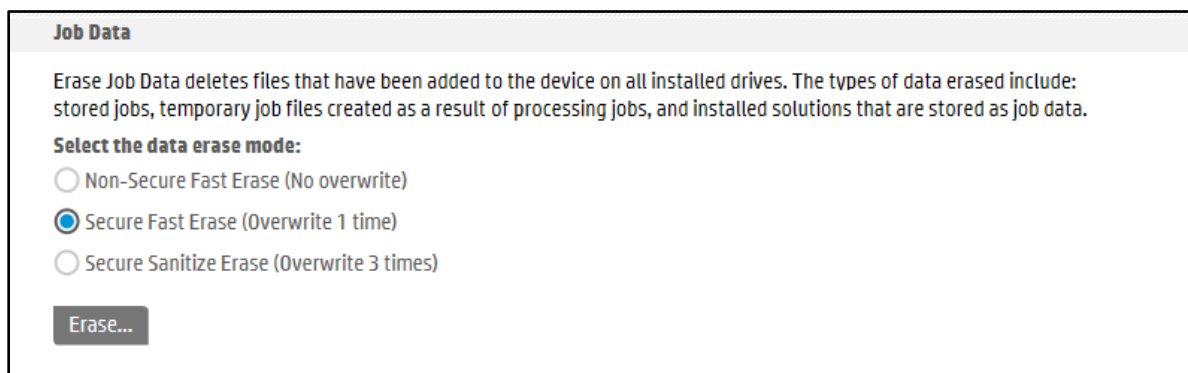 Job Data
Erase Job Data deletes files that have been added to the device on all installed drives. The types of data erased include:
stored jobs, temporary job files created as a result of processing jobs, and installed solutions that are stored as job data.
Select the data erase mode:
Non-Secure Fast Erase (No overwrite)
Secure Fast Erase (Overwrite 1 time)
Secure Sanitize Erase (Overwrite 3 times)
Erase...